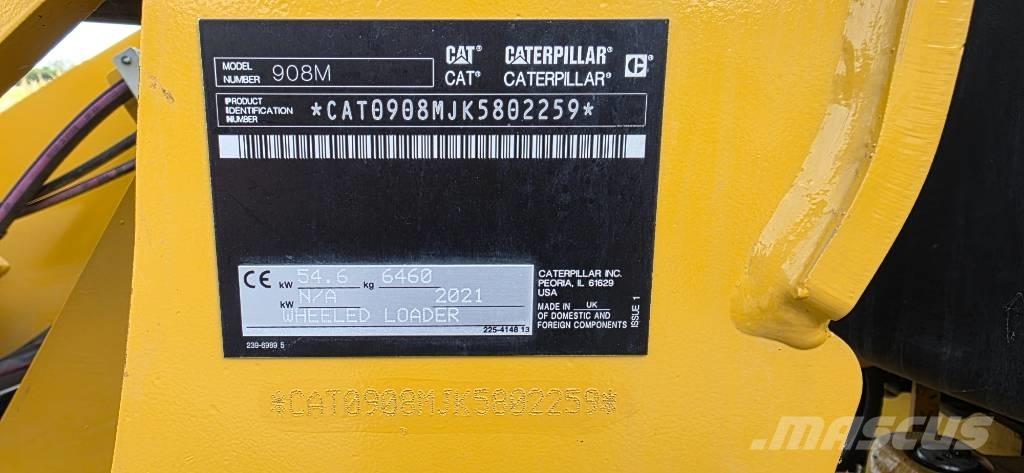 CAT® CATERPILLAR®
CAT® CATERPILLAR®
MODEL NUMBER 908M
PRODUCT IDENTIFICATION NUMBER *CAT0908MJK5802259*
CE kW 54.6 kg 6460
kW N/A 2021
WHEELED LOADER
225-4148 13
239-6989 5
CATERPILLAR INC.
PEORIA, IL 61629
USA
MADE IN UK
OF DOMESTIC AND
FOREIGN COMPONENTS
ISSUE 1
*CAT0908MJK5802259*
MASCUS